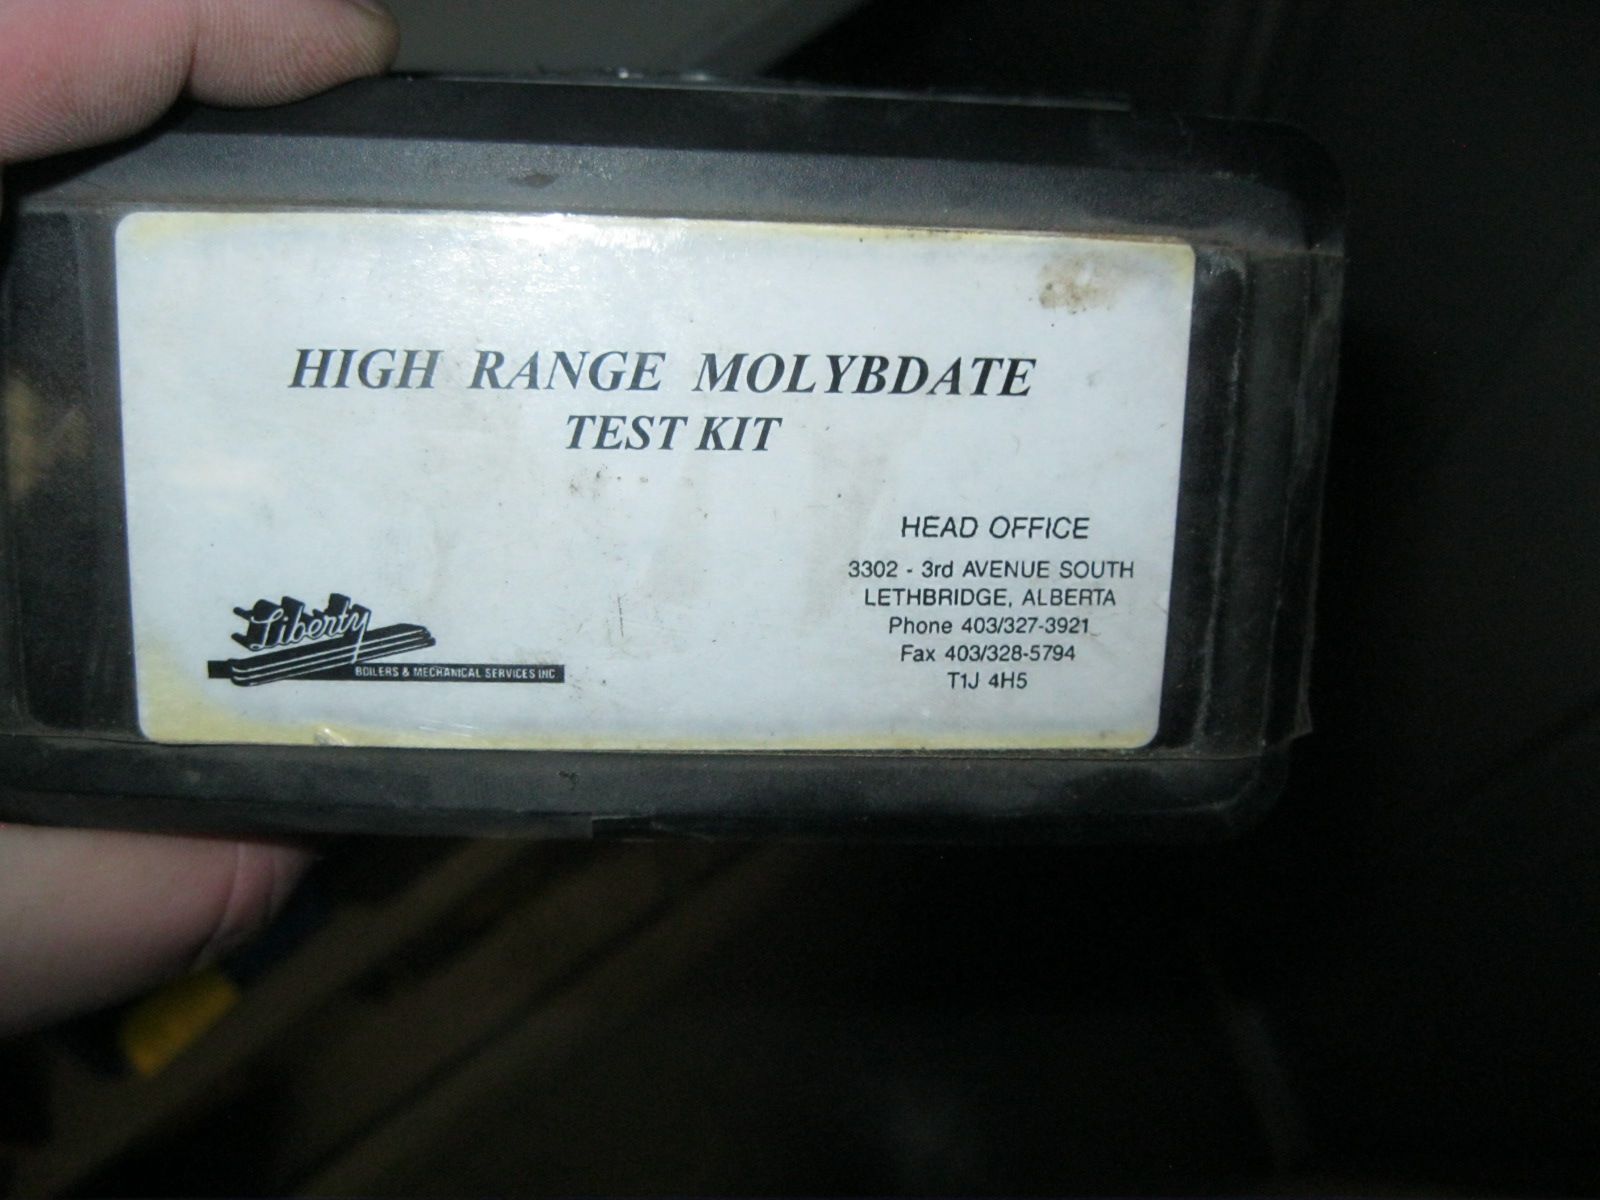 HIGH RANGE MOLYBDATE
TEST KIT
HEAD OFFICE
3302 - 3rd AVENUE SOUTH
LETHBRIDGE, ALBERTA
Phone 403/327-3921
Fax 403/328-5794
T1J 4H5
Liberty
BOILERS & MECHANICAL SERVICES INC